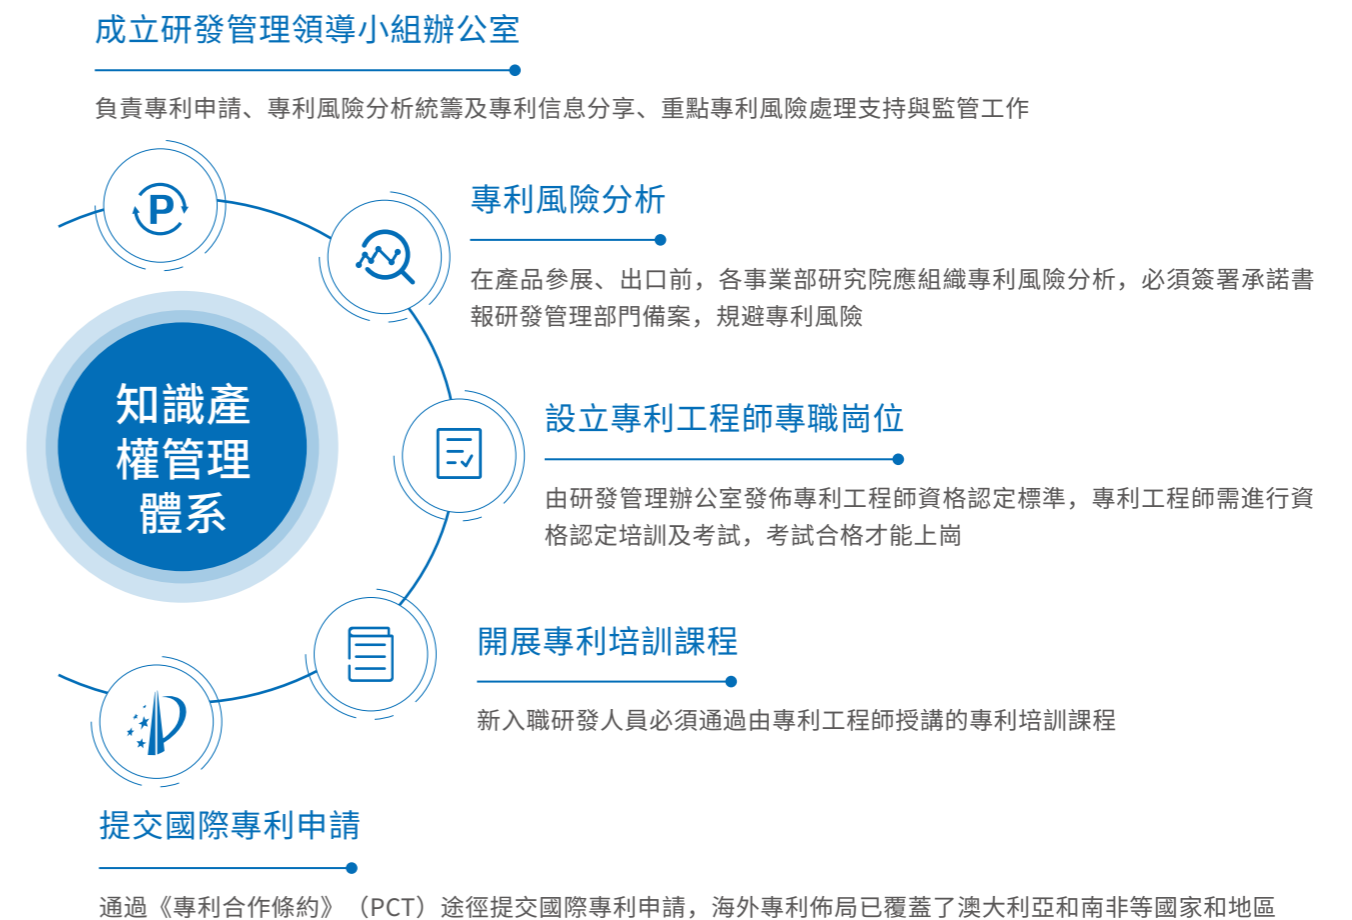 成立研發管理領導小組辦公室
負責專利申請、專利風險分析統籌及專利信息分享、重點專利風險處理支持與監管工作
P
專利風險分析
在產品參展、出口前，各事業部研究院應組織專利風險分析，必須簽署承諾書
報研發管理部門備案，規避專利風險
知識產
權管理
體系
設立專利工程師專職崗位
由研發管理辦公室發佈專利工程師資格認定標準，專利工程師需進行資
格認定培訓及考試，考試合格才能上崗
開展專利培訓課程
新入職研發人員必須通過由專利工程師授講的專利培訓課程
提交國際專利申請
通過《專利合作條約》（PCT）途徑提交國際專利申請，海外專利佈局已覆蓋了澳大利亞和南非等國家和地區